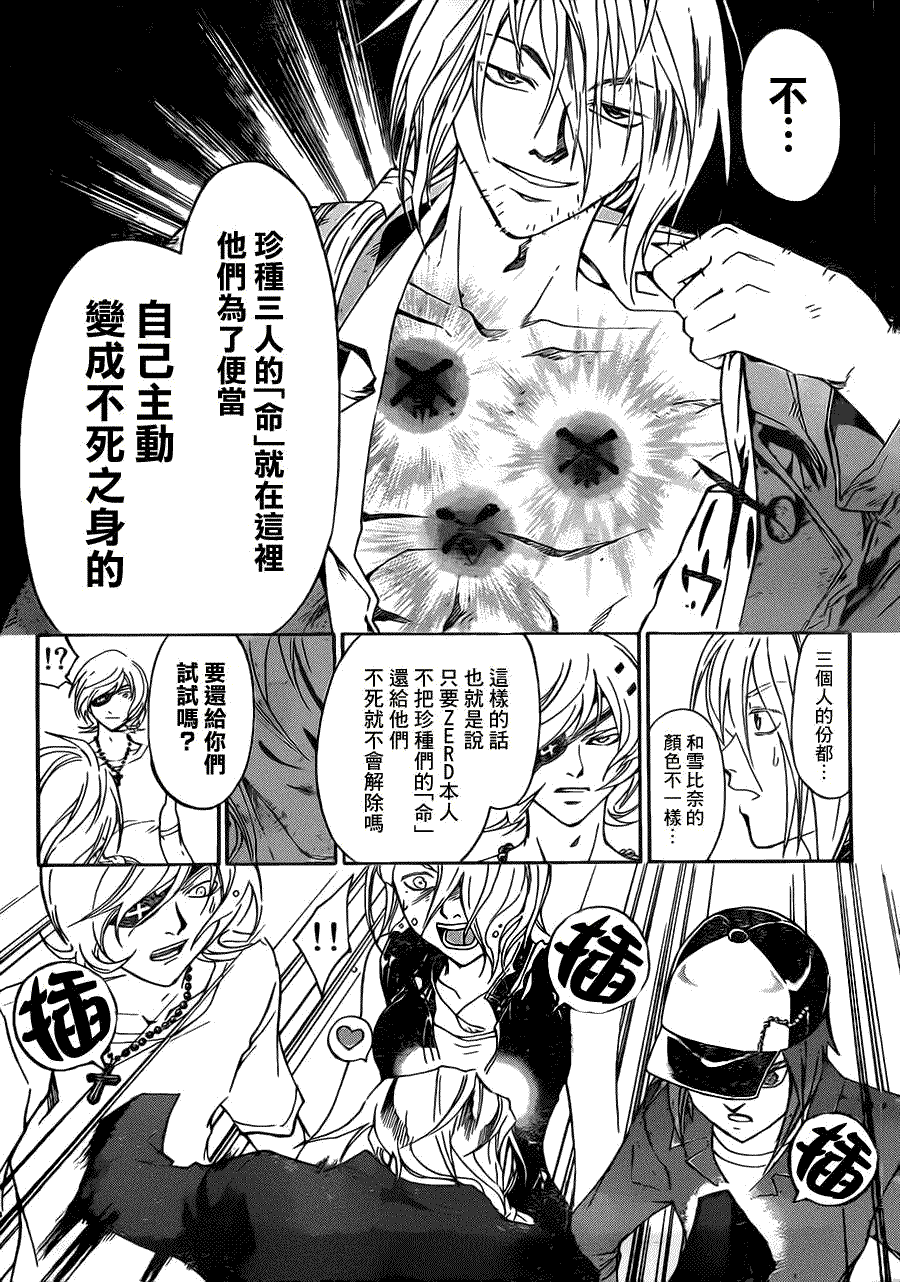 不…
珍種三人的「命」就在這裡
他們為了便當
自己主動
變成不死之身的
三個人的份都…
和雪比奈的
顏色不一樣…
這樣的話
也就是說
只要ZERD本人
不把珍種們的「命」
還給他們
不死就不會解除嗎
要還給你們
試試嗎？
!?
插
!!
插
插